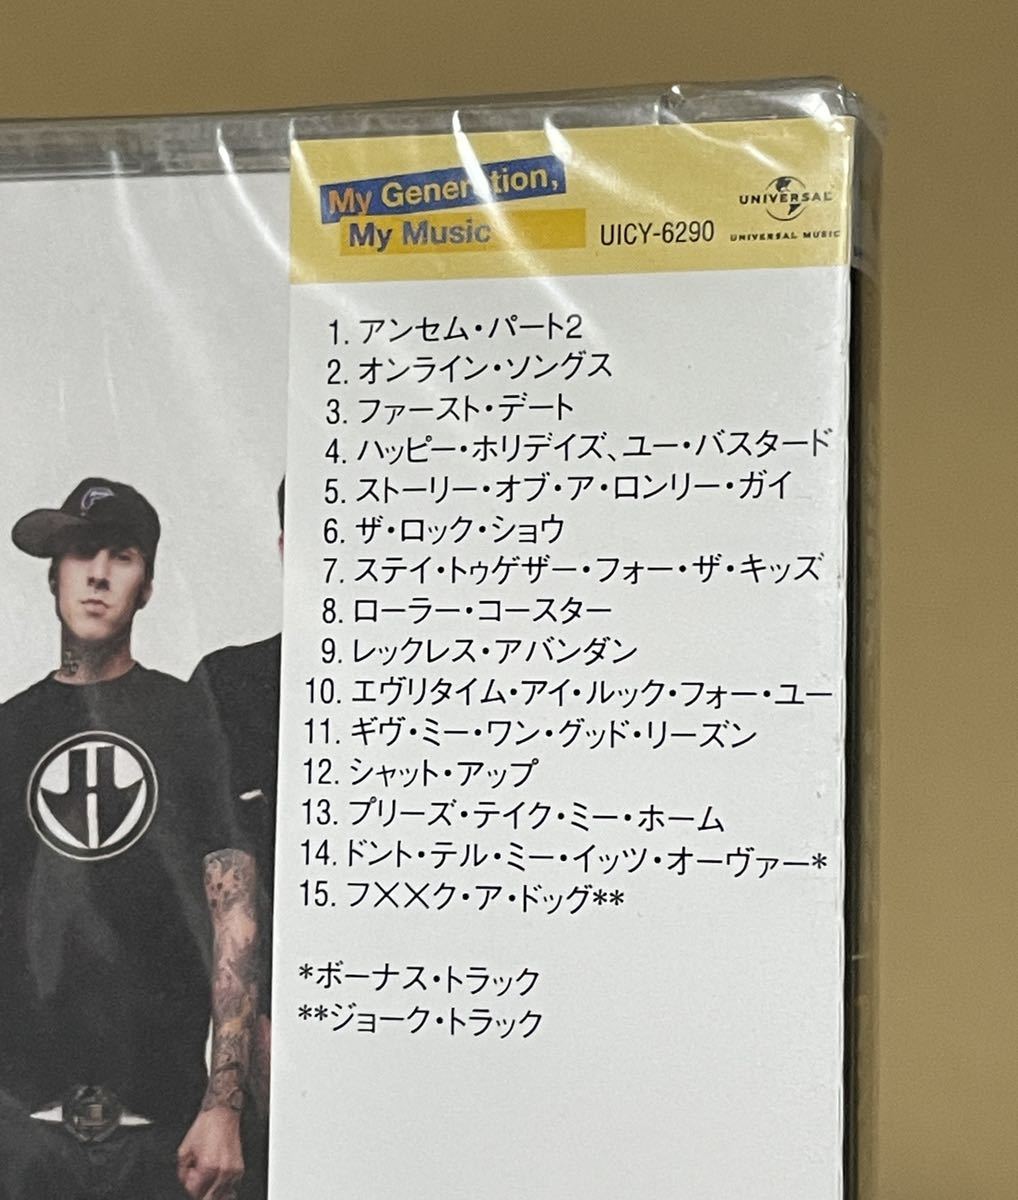 My Generation,
My Music
UICY-6290
UNIVERSAL
UNIVERSAL MUSIC
1. アンセム・パート2
2. オンライン・ソングス
3. ファースト・デート
4. ハッピー・ホリデイズ、ユー・バスタード
5. ストーリー・オブ・ア・ロンリー・ガイ
6. ザ・ロック・ショウ
7. ステイ・トゥゲザー・フォー・ザ・キッズ
8. ローラー・コースター
9. レックレス・アバンダン
10. エヴリタイム・アイ・ルック・フォー・ユー
11. ギヴ・ミー・ワン・グッド・リーズン
12. シャット・アップ
13. プリーズ・テイク・ミー・ホーム
14. ドント・テル・ミー・イッツ・オーヴァー*
15. フ××ク・ア・ドッグ**
*ボーナス・トラック
**ジョーク・トラック